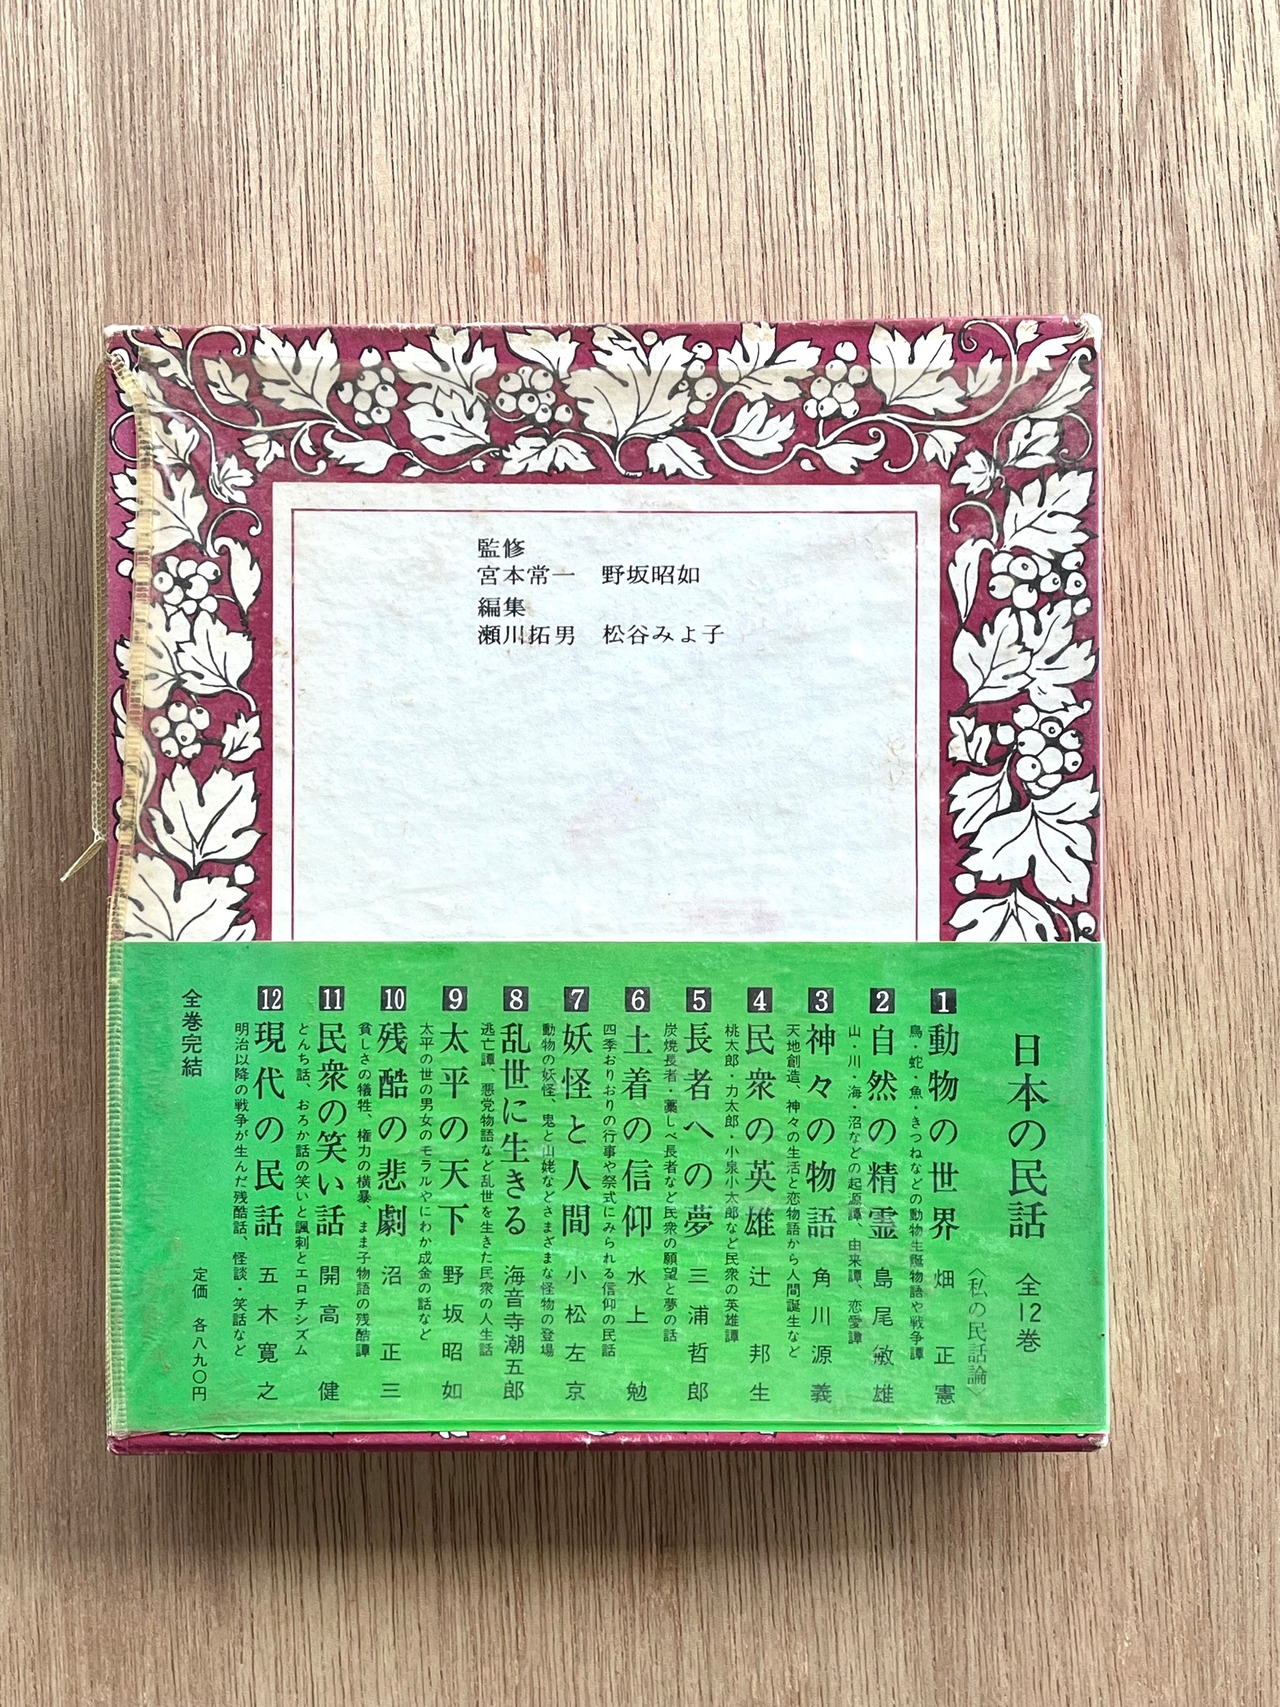 監修
宮本常一 野坂昭如
編集
瀬川拓男 松谷みよ子
日本の民話 全12巻
〈私の民話論〉
1 動物の世界 畑正憲
鳥・蛇・魚・きつねなどの動物生誕物語や戦争譚
2 自然の精霊 島尾敏雄
山・川・海・沼などの起源譚、由来譚、恋愛譚
3 神々の物語 角川源義
天地創造、神々の生活と恋物語から人間誕生など
4 民衆の英雄 辻邦生
桃太郎・力太郎・小泉小太郎など民衆の英雄譚
5 長者への夢 三浦哲郎
炭焼長者・藁しべ長者など民衆の願望と夢の話
6 土着の信仰 水上勉
四季おりおりの行事や祭式にみられる信仰の民話
7 妖怪と人間 小松左京
動物の妖怪、鬼と山姥などさまざまな怪物の登場
8 乱世に生きる 海音寺潮五郎
逃亡譚、悪党物語など乱世を生きた民衆の人生話
9 太平の天下 野坂昭如
太平の世の男女のモラルやにわか成金の話など
10 残酷の悲劇 沼正三
貧しさの犠牲、権力の横暴、まま子物語の残酷譚
11 民衆の笑い話 開高健
とんち話、おろか話の笑いと諷刺とエロチシズム
12 現代の民話 五木寛之
明治以降の戦争が生んだ残酷話、怪談・笑話など
全巻完結
定価 各八九〇円